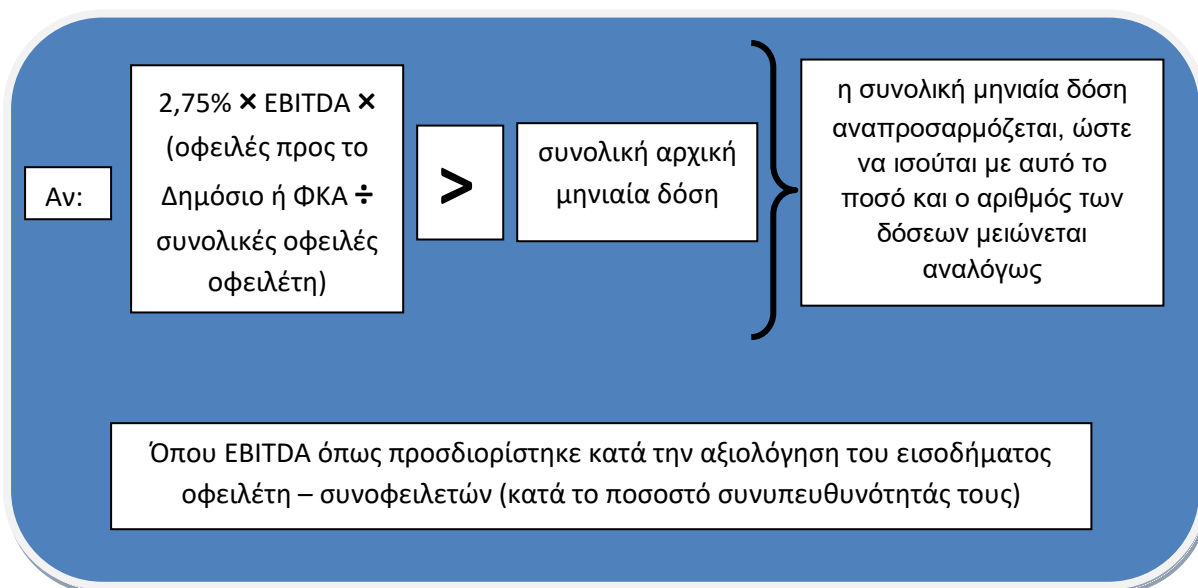 Αν:
2,75% × EBITDA ×
(οφειλές προς το
Δημόσιο ή ΦΚΑ ÷
συνολικές οφειλές
οφειλέτη)
>
συνολική αρχική
μηνιαία δόση
η συνολική μηνιαία δόση
αναπροσαρμόζεται, ώστε
να ισούται με αυτό το
ποσό και ο αριθμός των
δόσεων μειώνεται
αναλόγως
Όπου EBITDA όπως προσδιορίστηκε κατά την αξιολόγηση του εισοδήματος
οφειλέτη – συνοφειλετών (κατά το ποσοστό συνυπευθυνότητάς τους)